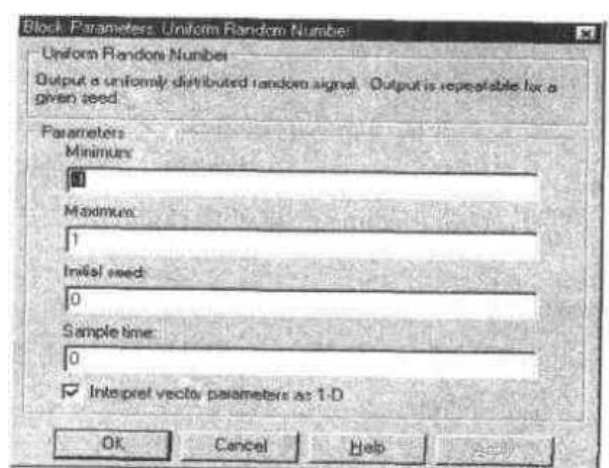 Block Parameters: Uniform Random Number
Uniform Random Number
Output a uniformly distributed random signal. Output is repeatable for a
given seed.
Parameters
Minimum:
Maximum:
1
Initial seed:
0
Sample time:
0
Interpret vector parameters as 1-D
OK
Cancel
Help
Apply